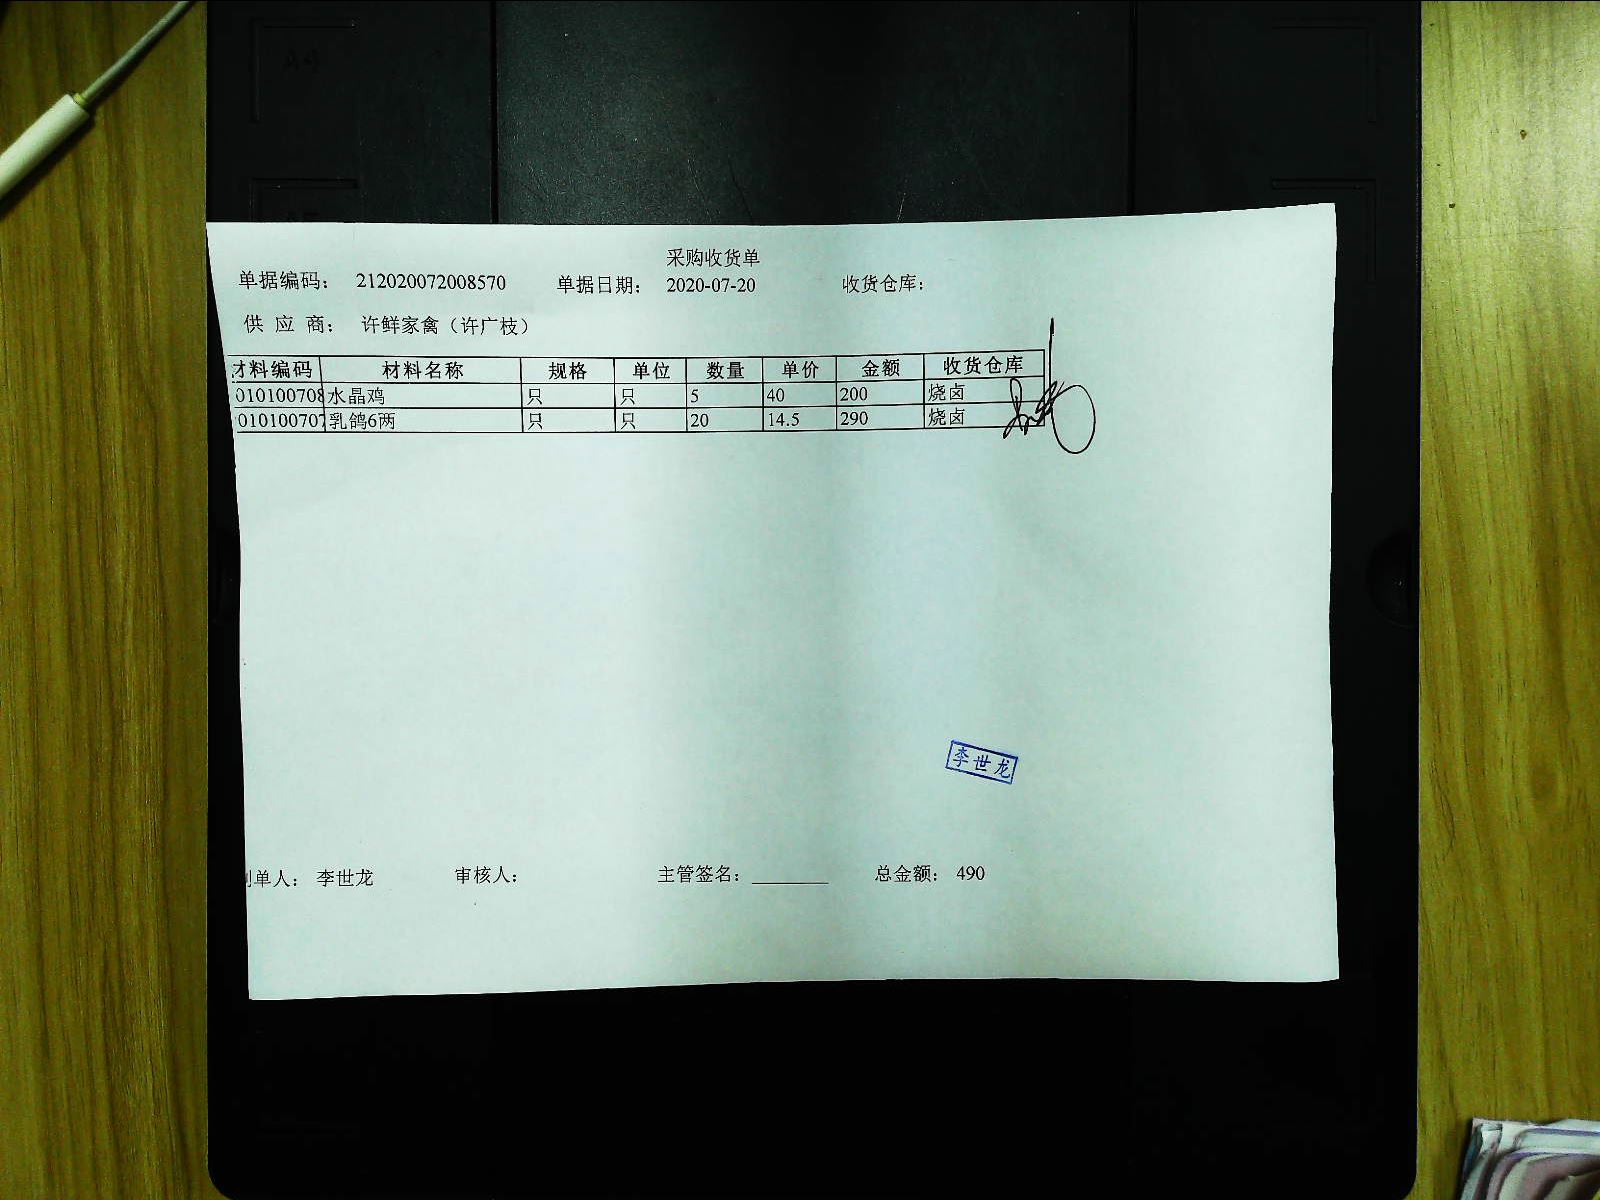 采购收货单
单据编码： 212020072008570 单据日期： 2020-07-20 收货仓库：
供 应 商： 许鲜家禽（许广枝）
材料编码 材料名称 规格 单位 数量 单价 金额 收货仓库
010100708 水晶鸡 只 只 5 40 200 烧卤
010100707 乳鸽6两 只 只 20 14.5 290 烧卤
李世龙
制单人： 李世龙 审核人： 主管签名：________ 总金额： 490